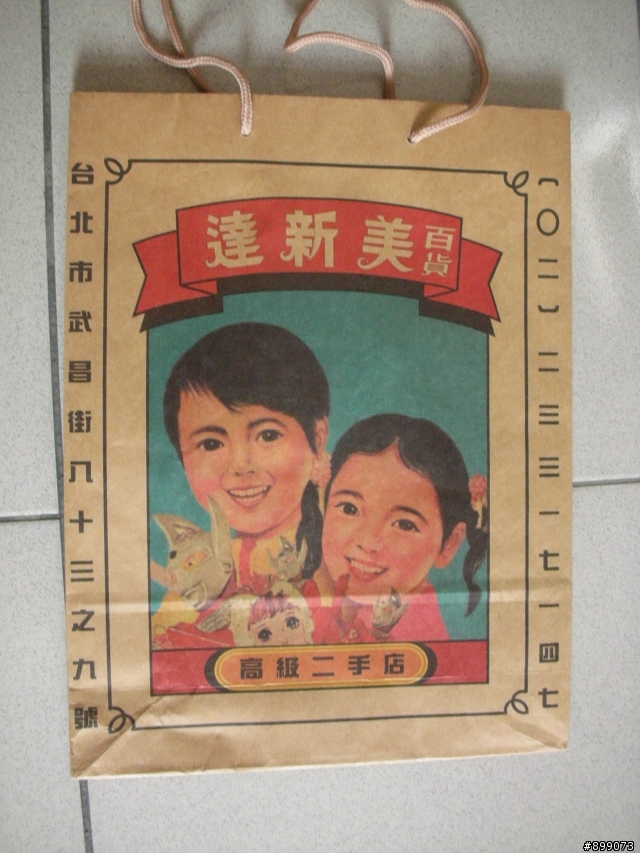 達新美百貨
高級二手店
台北市武昌街八十三之九號
(〇二)二三三一七一四七
#899073